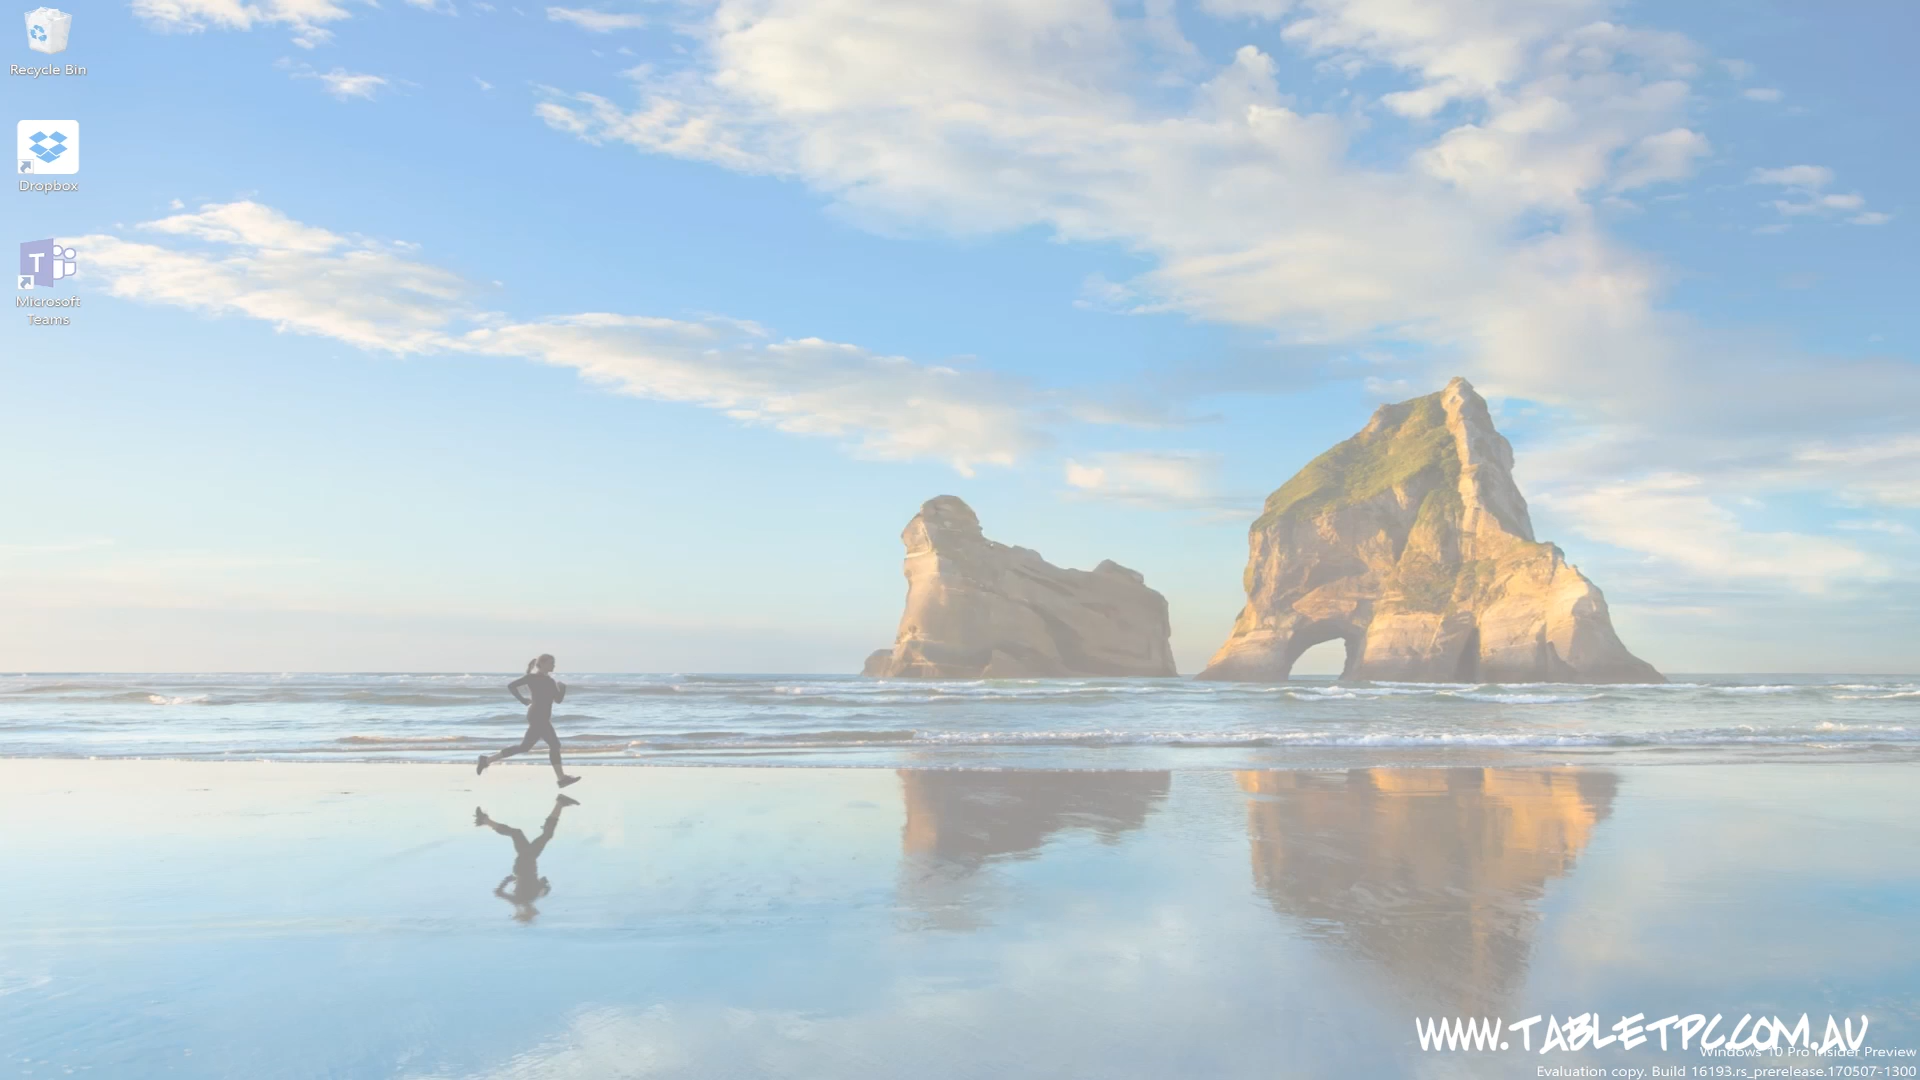 Recycle Bin
Dropbox
T
Microsoft
Teams
WWW.TABLETPC.COM.AU
Windows 10 Pro Insider Preview
Evaluation copy. Build 16193.rs_prerelease.170507-1300